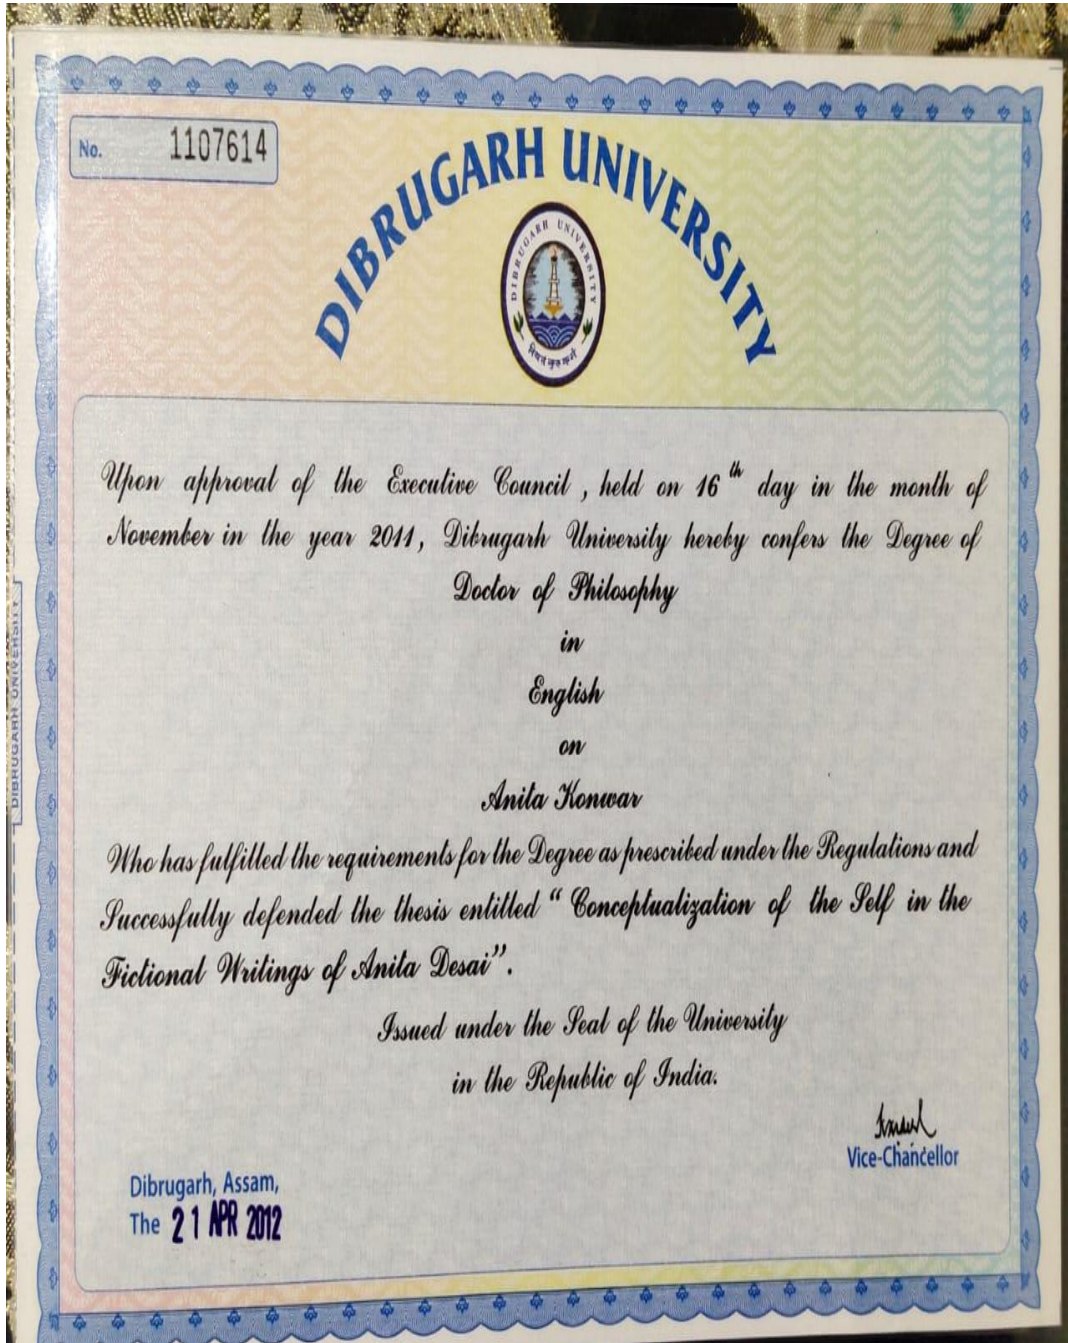 No. 1107614
DIBRUGARH UNIVERSITY
DIBRUGARH UNIVERSITY
Upon approval of the Executive Council , held on 16th day in the month of
November in the year 2011, Dibrugarh University hereby confers the Degree of
Doctor of Philosophy
in
English
on
Anita Konwar
Who has fulfilled the requirements for the Degree as prescribed under the Regulations and
Successfully defended the thesis entitled “ Conceptualization of the Self in the
Fictional Writings of Anita Desai”.
Issued under the Seal of the University
in the Republic of India.
Vice-Chancellor
Dibrugarh, Assam,
The 21 APR 2012
DIBRUGARH UNIVERSITY